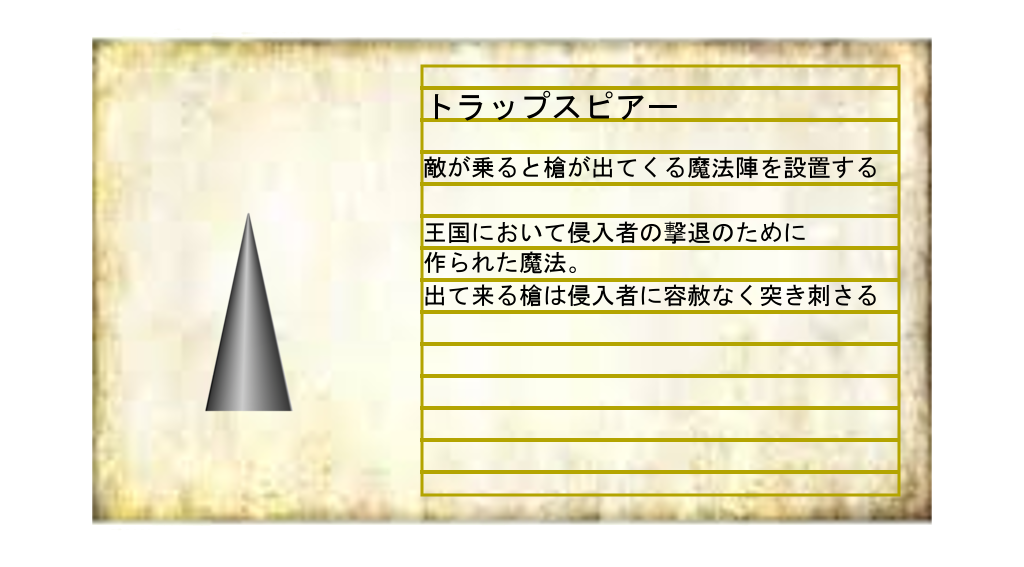 トラップスピアー
敵が乗ると槍が出てくる魔法陣を設置する
王国において侵入者の撃退のために
作られた魔法。
出て来る槍は侵入者に容赦なく突き刺さる